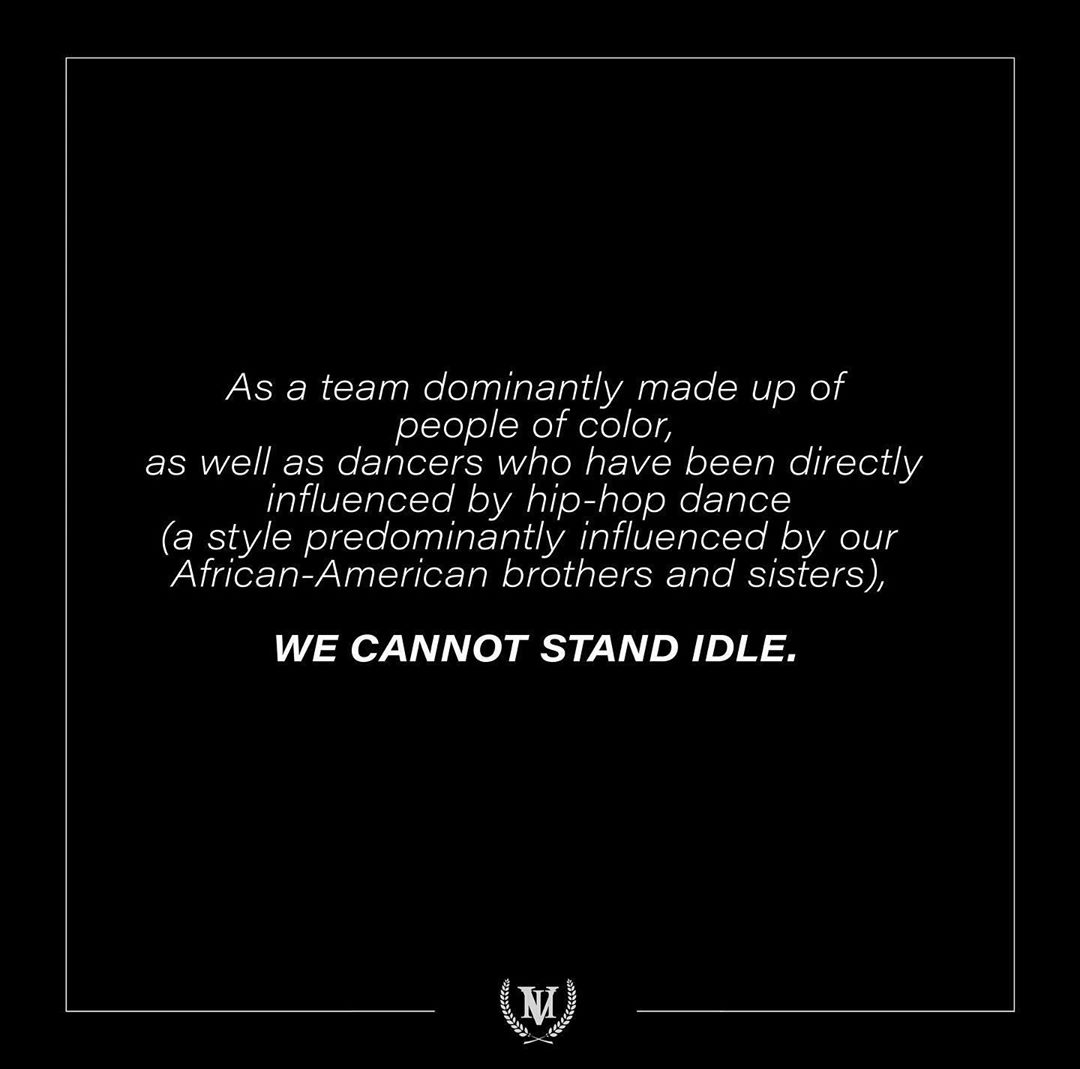 As a team dominantly made up of
people of color,
as well as dancers who have been directly
influenced by hip-hop dance
(a style predominantly influenced by our
African-American brothers and sisters),
WE CANNOT STAND IDLE.